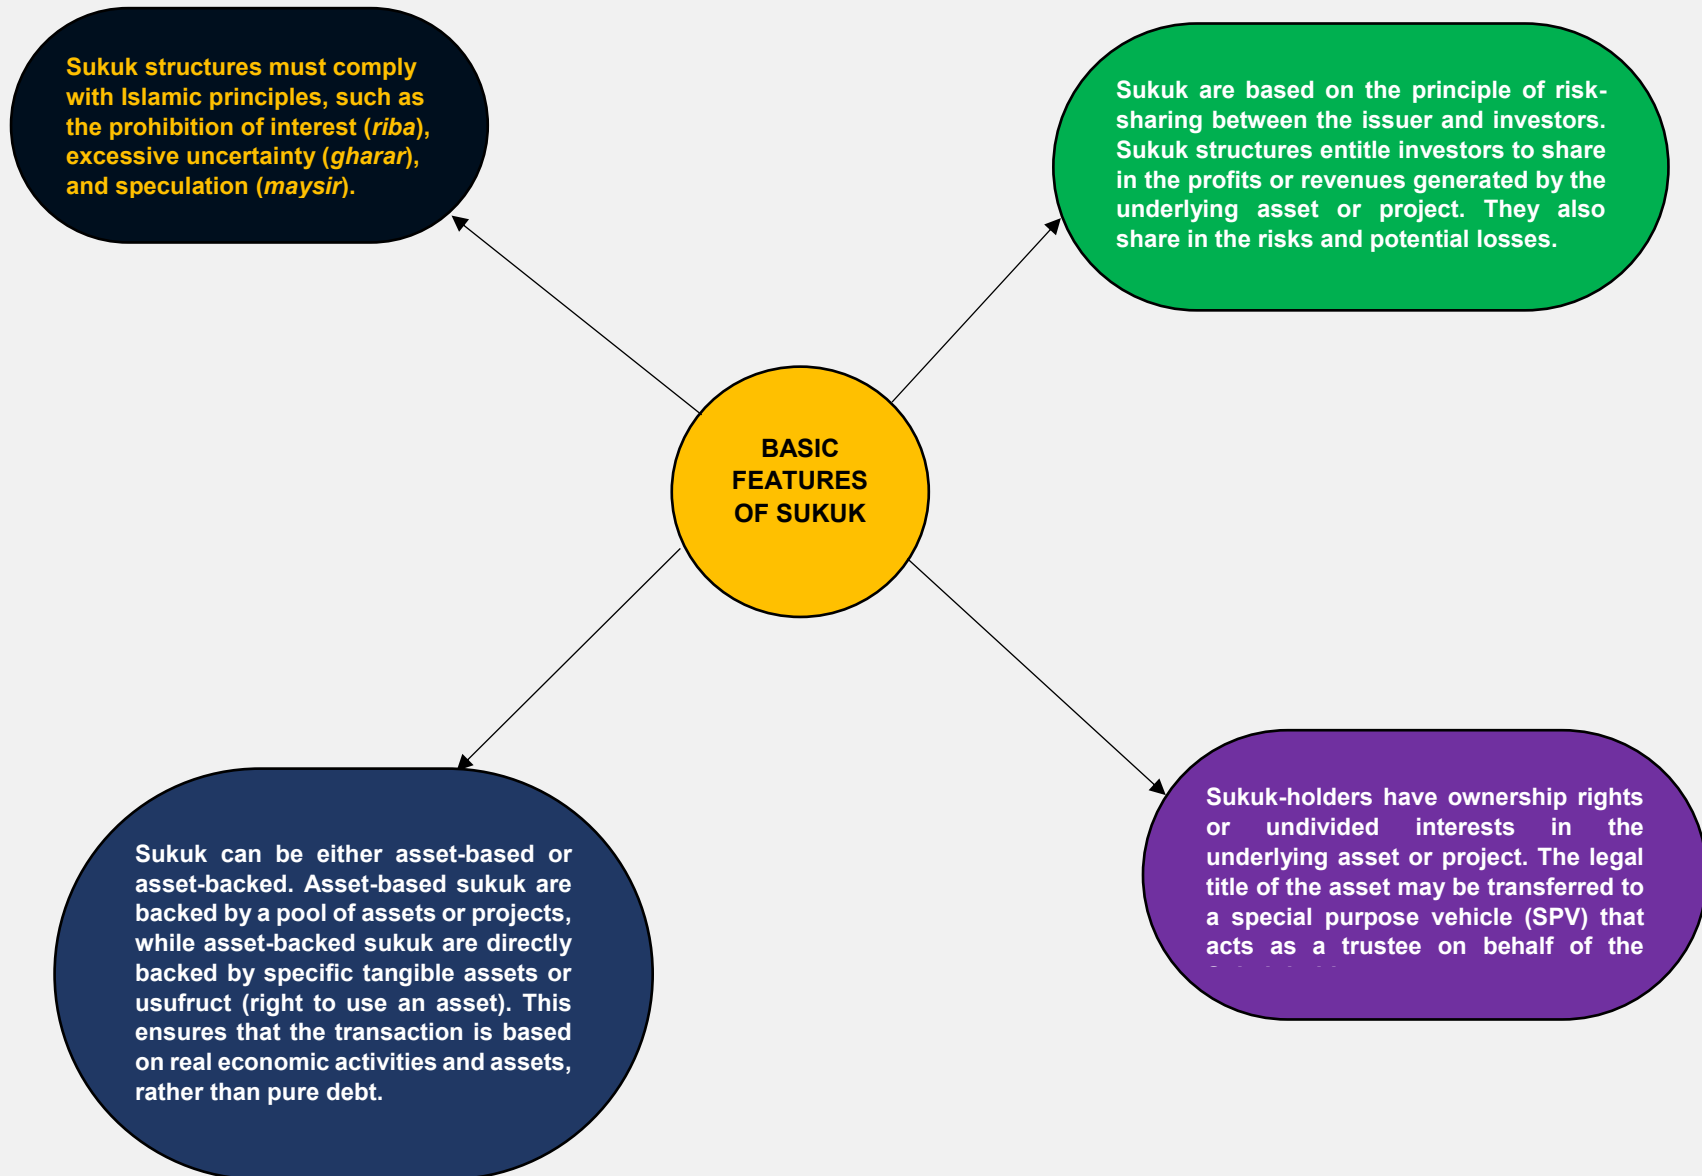 Sukuk structures must comply
with Islamic principles, such as
the prohibition of interest (riba),
excessive uncertainty (gharar),
and speculation (maysir).
Sukuk are based on the principle of risk-
sharing between the issuer and investors.
Sukuk structures entitle investors to share
in the profits or revenues generated by the
underlying asset or project. They also
share in the risks and potential losses.
BASIC
FEATURES
OF SUKUK
Sukuk can be either asset-based or
asset-backed. Asset-based sukuk are
backed by a pool of assets or projects,
while asset-backed sukuk are directly
backed by specific tangible assets or
usufruct (right to use an asset). This
ensures that the transaction is based
on real economic activities and assets,
rather than pure debt.
Sukuk-holders have ownership rights
or undivided interests in the
underlying asset or project. The legal
title of the asset may be transferred to
a special purpose vehicle (SPV) that
acts as a trustee on behalf of the